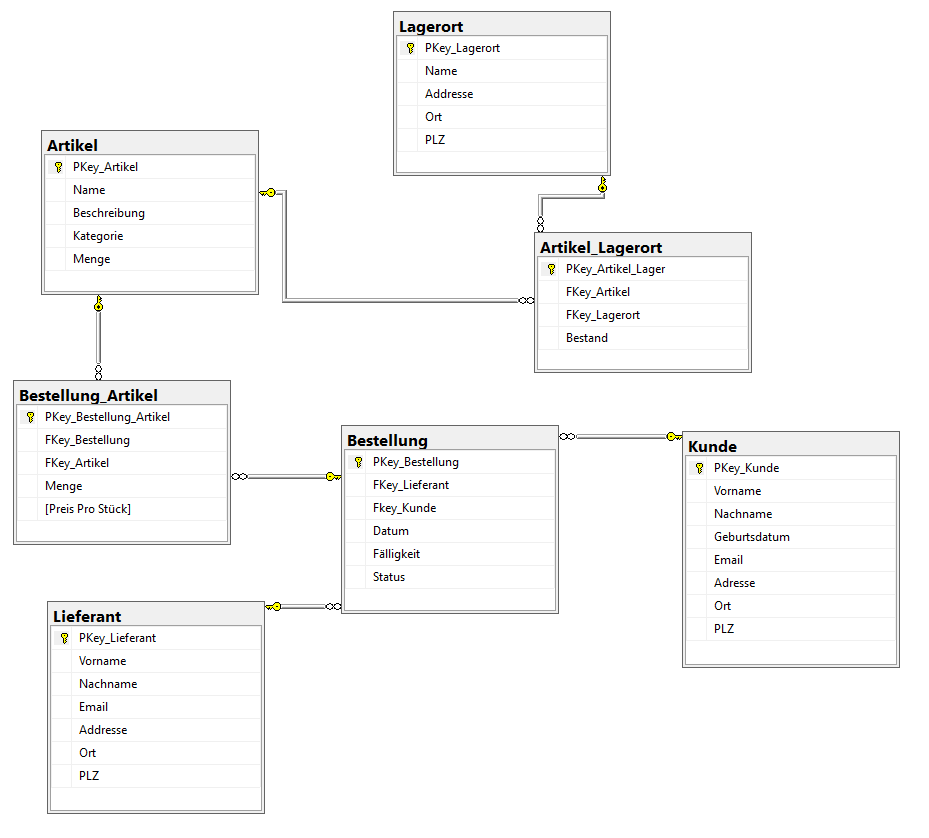 Lagerort
PKey_Lagerort
Name
Addresse
Ort
PLZ
Artikel
PKey_Artikel
Name
Beschreibung
Kategorie
Menge
Artikel_Lagerort
PKey_Artikel_Lager
FKey_Artikel
FKey_Lagerort
Bestand
Bestellung_Artikel
PKey_Bestellung_Artikel
FKey_Bestellung
FKey_Artikel
Menge
[Preis Pro Stück]
Bestellung
PKey_Bestellung
FKey_Lieferant
Fkey_Kunde
Datum
Fälligkeit
Status
Kunde
PKey_Kunde
Vorname
Nachname
Geburtsdatum
Email
Adresse
Ort
PLZ
Lieferant
PKey_Lieferant
Vorname
Nachname
Email
Addresse
Ort
PLZ